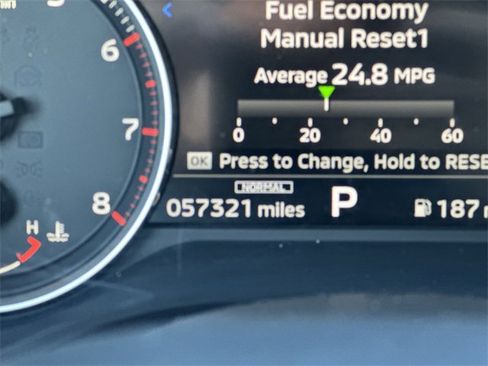 Fuel Economy
Manual Reset1
Average 24.8 MPG
0 20 40 60
OK Press to Change, Hold to RESE
NORMAL
057321 miles P 187
6
7
8
H